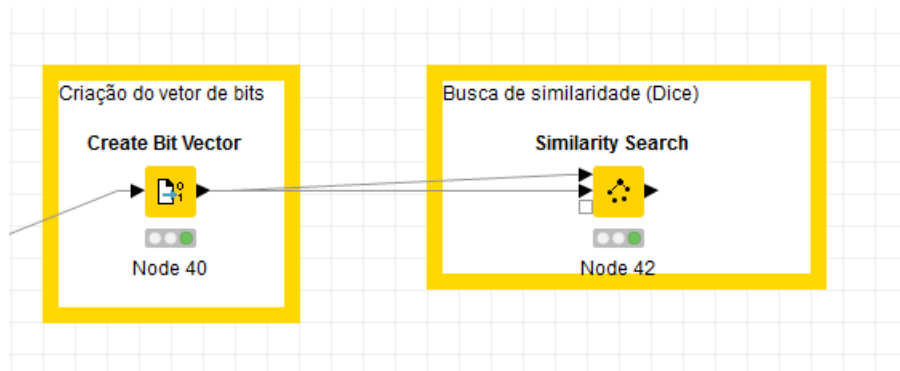 Criação do vetor de bits
Create Bit Vector
Node 40
Busca de similaridade (Dice)
Similarity Search
Node 42